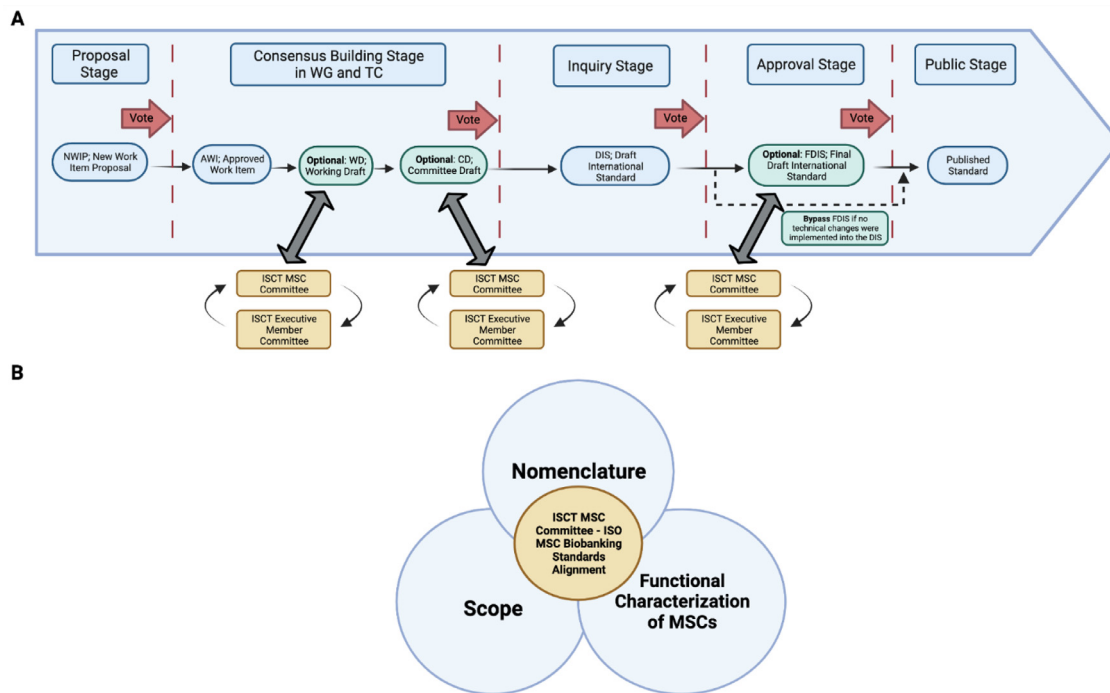 A
Proposal
Stage
Consensus Building Stage
in WG and TC
Inquiry Stage
Approval Stage
Public Stage
Vote
Vote
Vote
Vote
NWIP; New Work
Item Proposal
AWI; Approved
Work Item
Optional: WD;
Working Draft
Optional: CD;
Committee Draft
DIS; Draft
International
Standard
Optional: FDIS; Final
Draft International
Standard
Published
Standard
Bypass FDIS if no
technical changes were
implemented into the DIS
ISCT MSC
Committee
ISCT Executive
Member
Committee
ISCT MSC
Committee
ISCT Executive
Member
Committee
ISCT MSC
Committee
ISCT Executive
Member
Committee
B
Nomenclature
ISCT MSC
Committee - ISO
MSC Biobanking
Standards
Alignment
Scope
Functional
Characterization
of MSCs